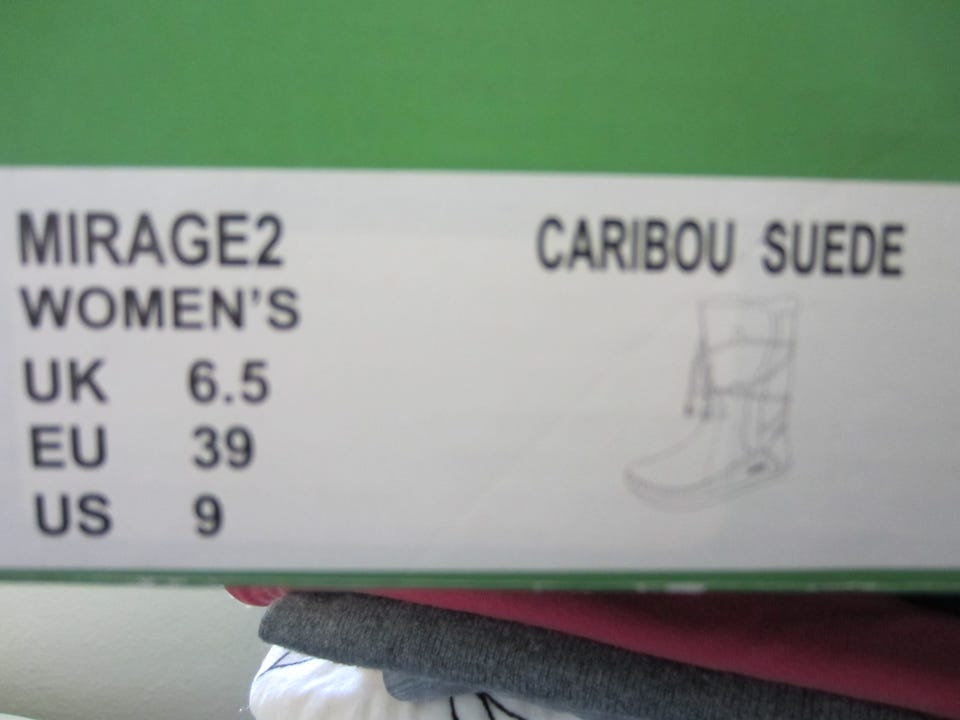 MIRAGE2
WOMEN'S
UK 6.5
EU 39
US 9
CARIBOU SUEDE